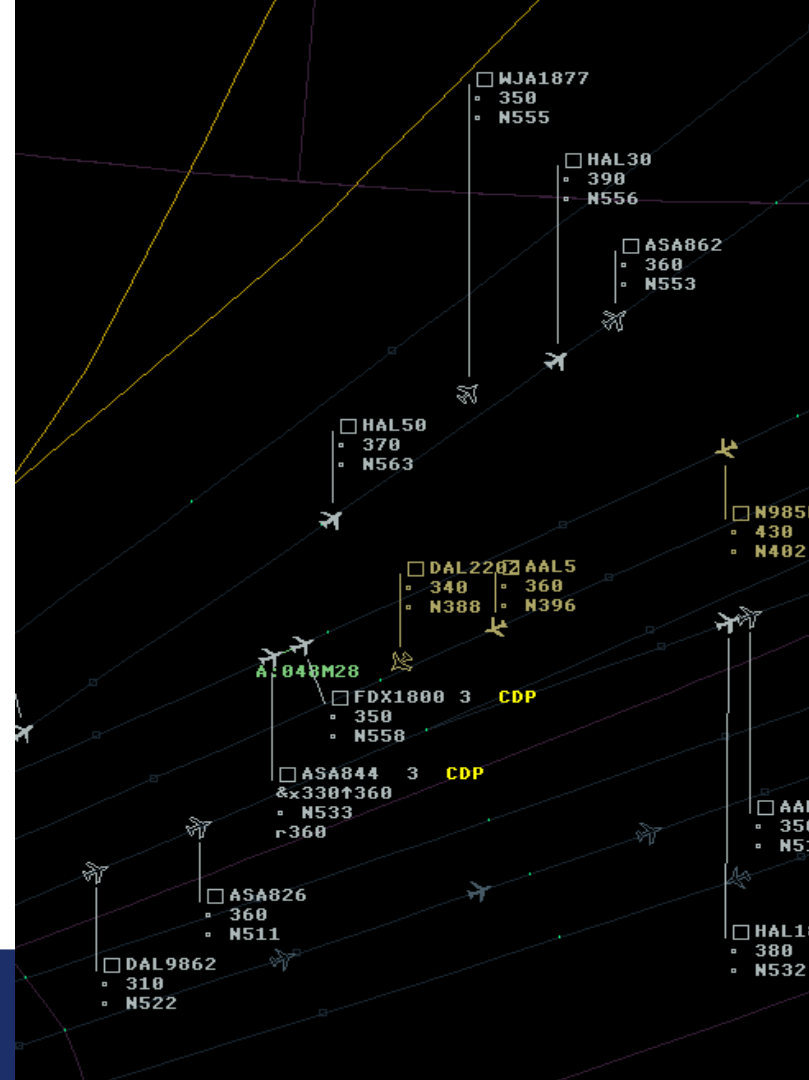 WJA1877
350
N555
HAL30
390
N556
ASA862
360
N553
HAL50
370
N563
N985
430
N402
DAL2202
340
N388
AAL5
360
N396
A:048M28
FDX1800 3 CDP
350
N558
ASA844 3 CDP
&x330↑360
N533
r360
ASA826
360
N511
HAL1
380
N532
DAL9862
310
N522